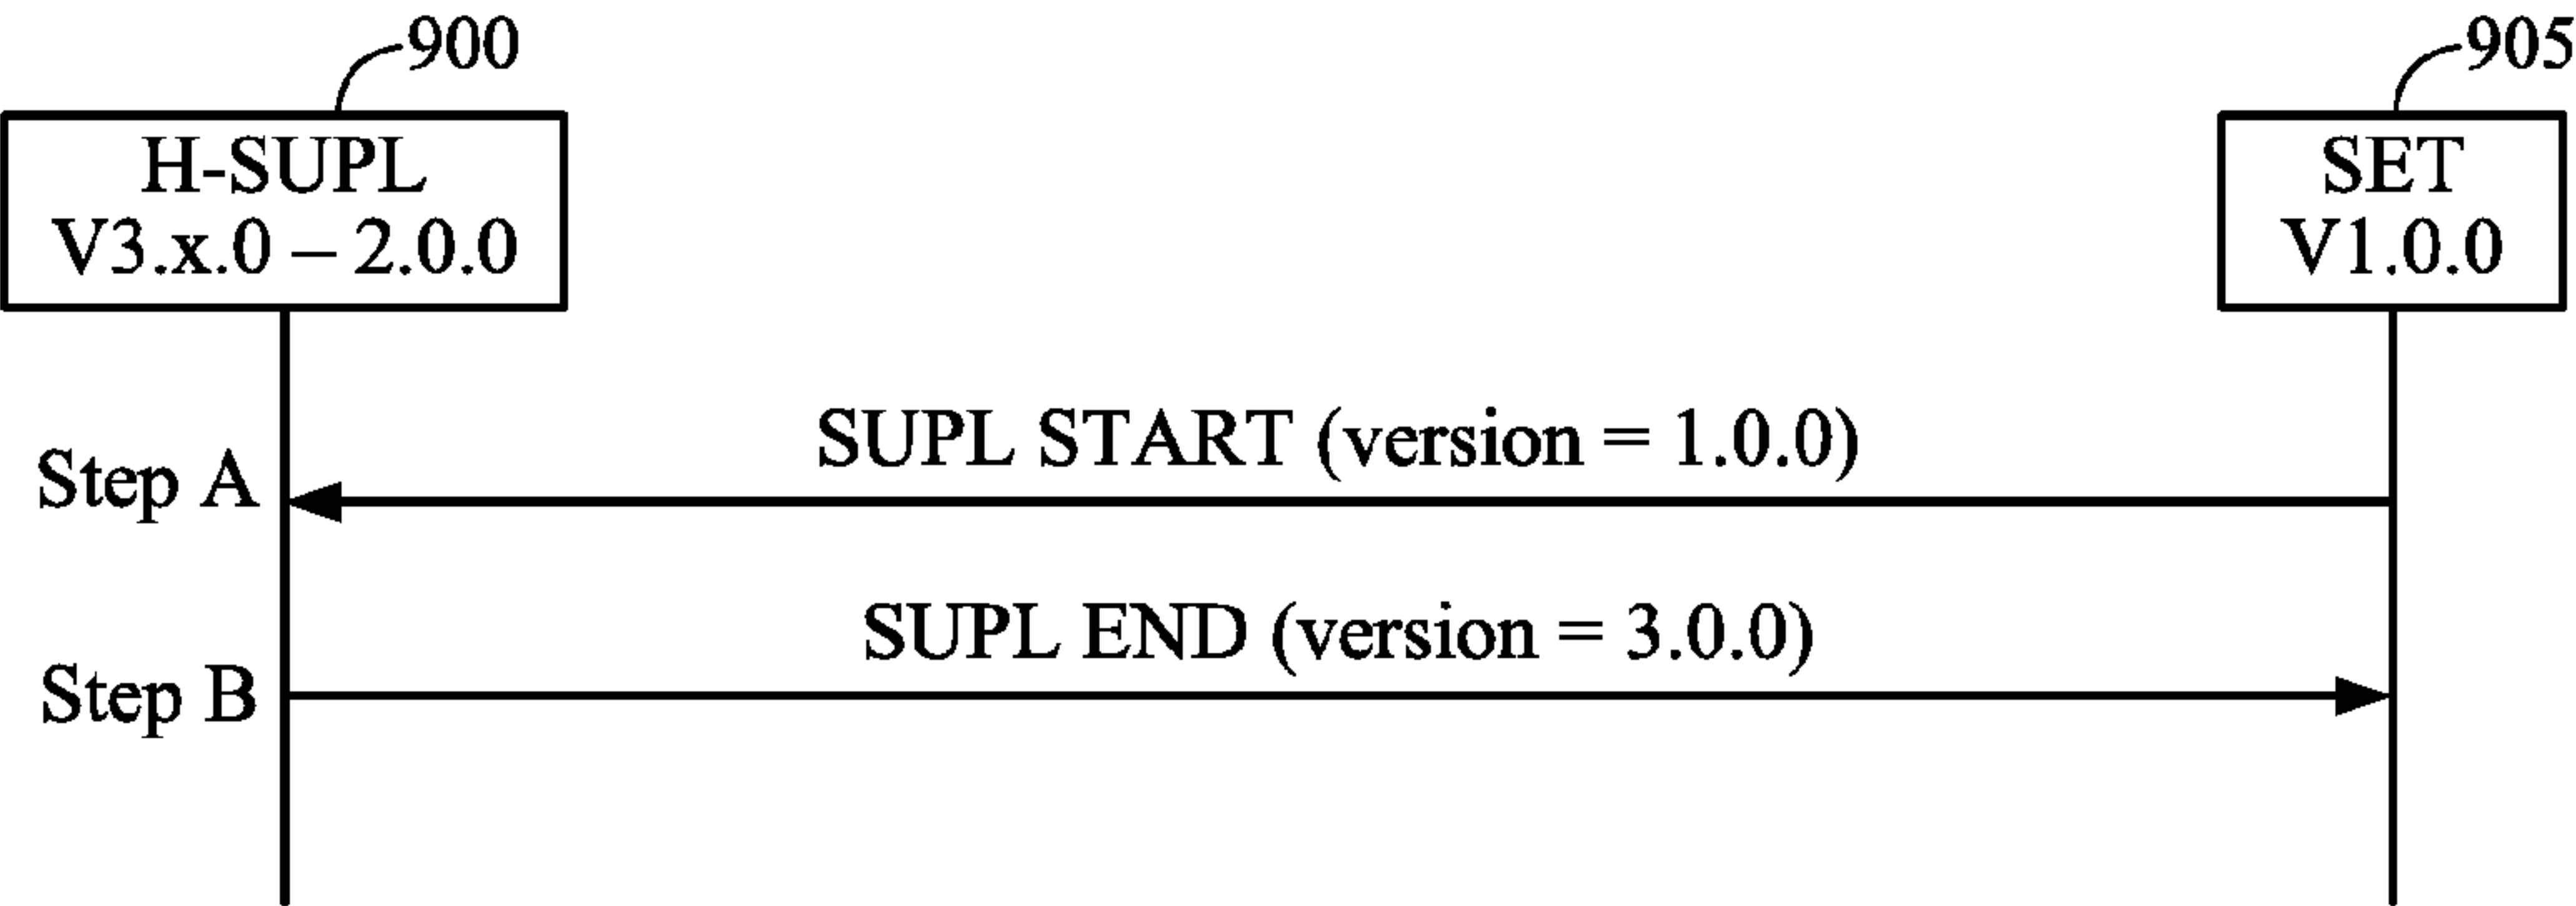 900
905
H-SUPL
V3.x.0 – 2.0.0
SET
V1.0.0
SUPL START (version = 1.0.0)
Step A
SUPL END (version = 3.0.0)
Step B